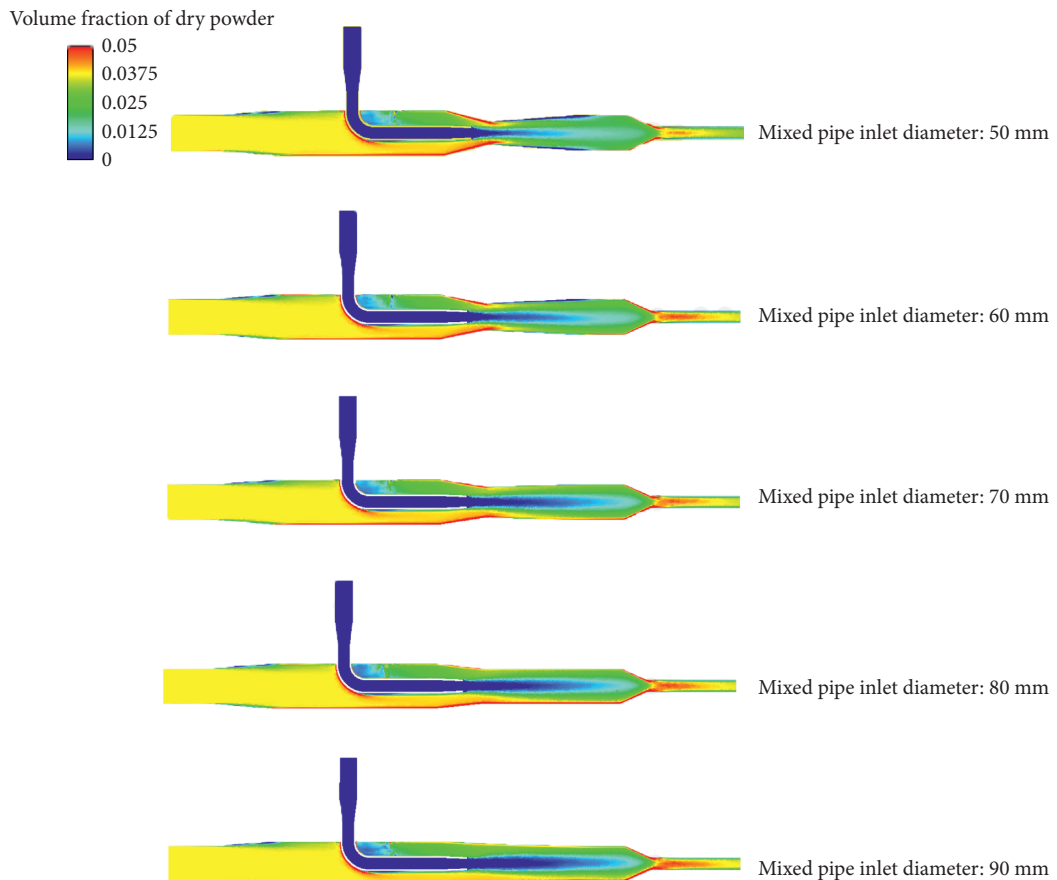 Volume fraction of dry powder
0.05
0.0375
0.025
0.0125
0
Mixed pipe inlet diameter: 50 mm
Mixed pipe inlet diameter: 60 mm
Mixed pipe inlet diameter: 70 mm
Mixed pipe inlet diameter: 80 mm
Mixed pipe inlet diameter: 90 mm